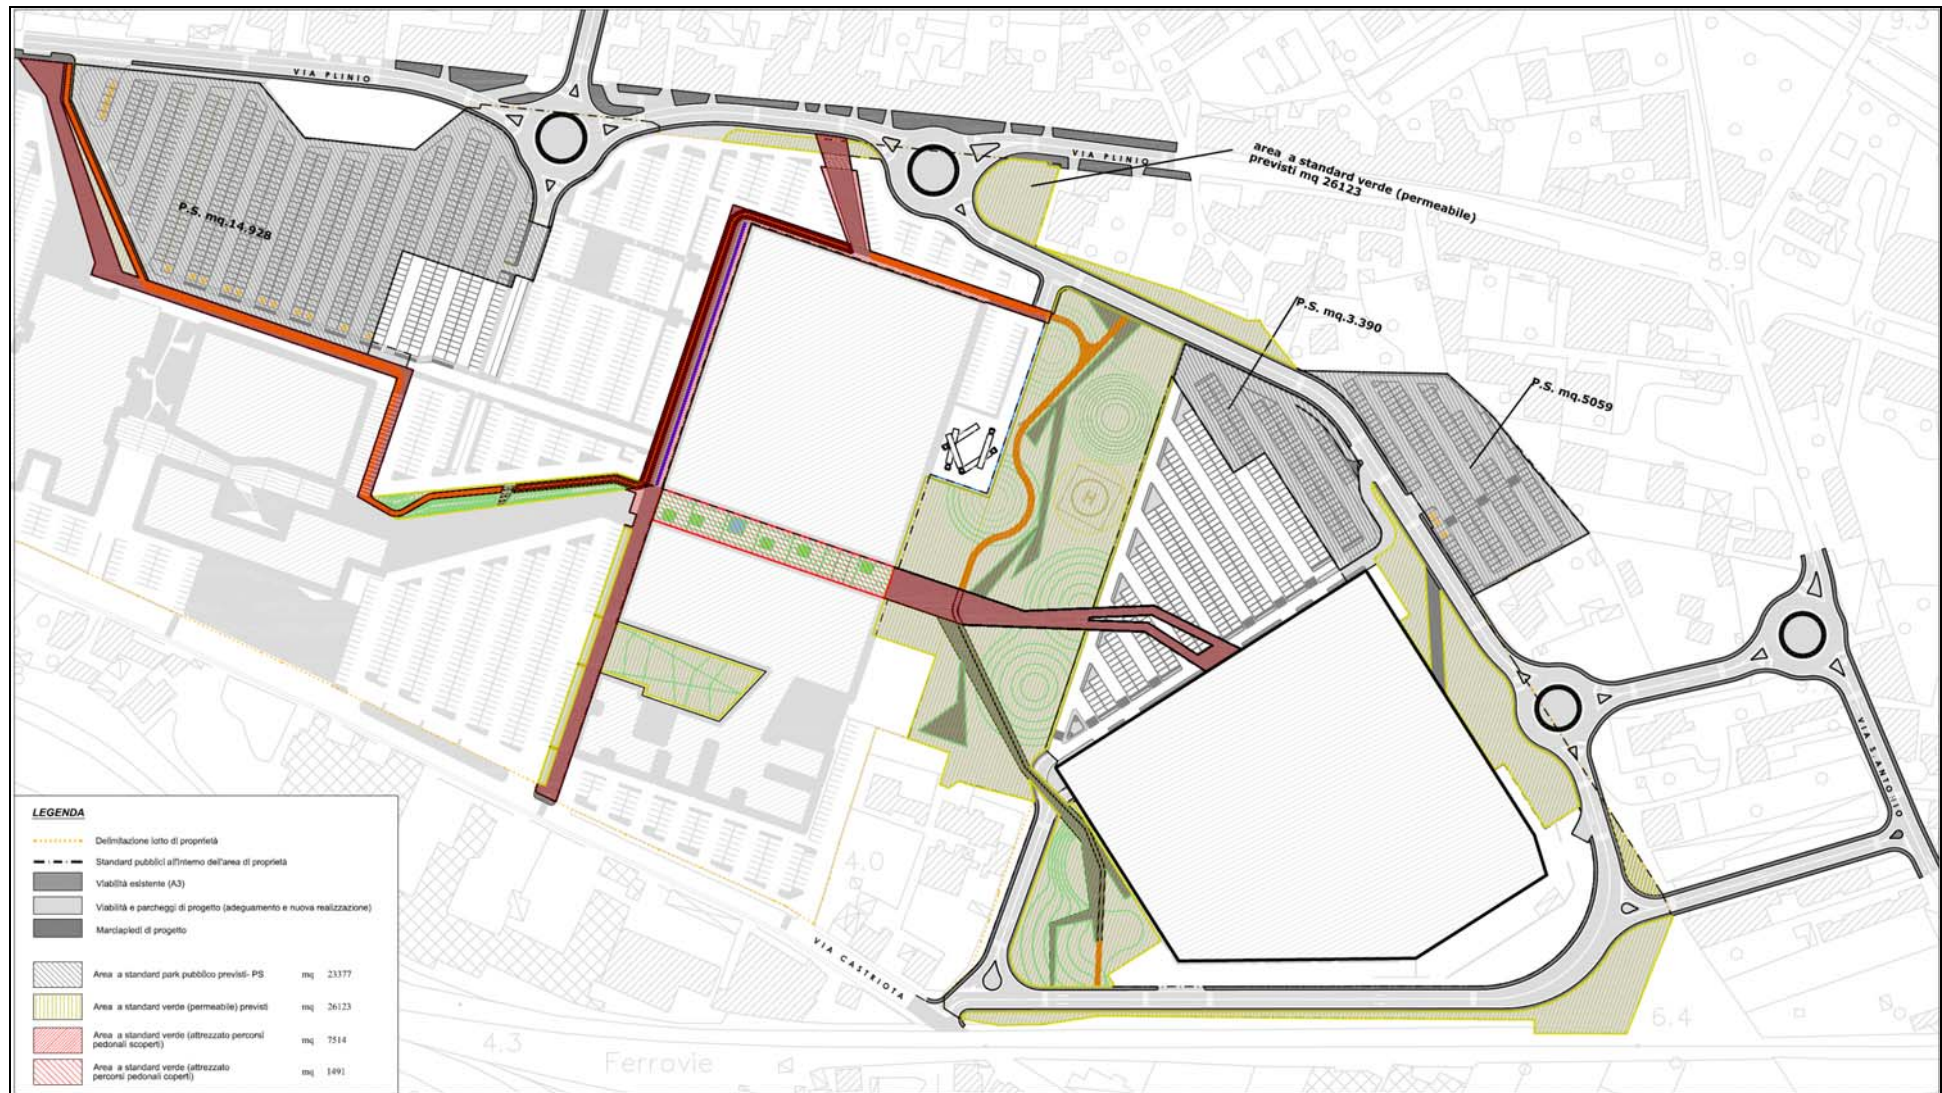 VIA PLINIO
VIA PLINIO
area a standard verde (permeabile)
previsti mq 26123
P.S. mq.14.928
P.S. mq.3.390
P.S. mq.5059
H
VIA S.ANTONIO
VIA CASTRIOTA
4.0
4.3
Ferrovie
6.4
8.9
9.3
LEGENDA
Delimitazione lotto di proprietà
Standard pubblici all'interno dell'area di proprietà
Viabilità esistente (A3)
Viabilità e parcheggi di progetto (adeguamento e nuova realizzazione)
Marciapiedi di progetto
Area a standard park pubblico previsti- PS mq 23377
Area a standard verde (permeabile) previsti mq 26123
Area a standard verde (attrezzato percorsi
pedonali scoperti) mq 7514
Area a standard verde (attrezzato
percorsi pedonali coperti) mq 1491